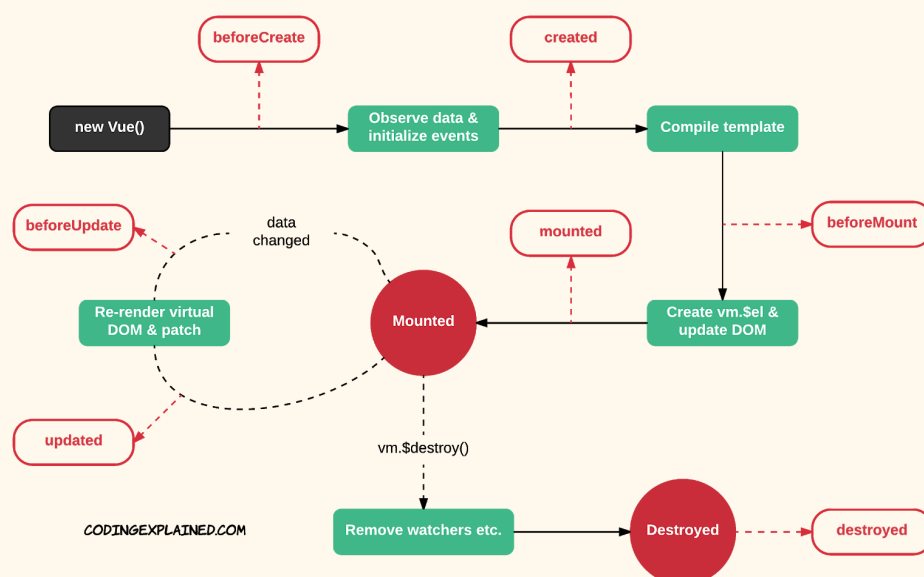 beforeCreate
created
new Vue()
Observe data &
initialize events
Compile template
beforeUpdate
data
changed
mounted
beforeMount
Re-render virtual
DOM & patch
Mounted
Create vm.$el &
update DOM
updated
vm.$destroy()
CODINGEXPLAINED.COM
Remove watchers etc.
Destroyed
destroyed